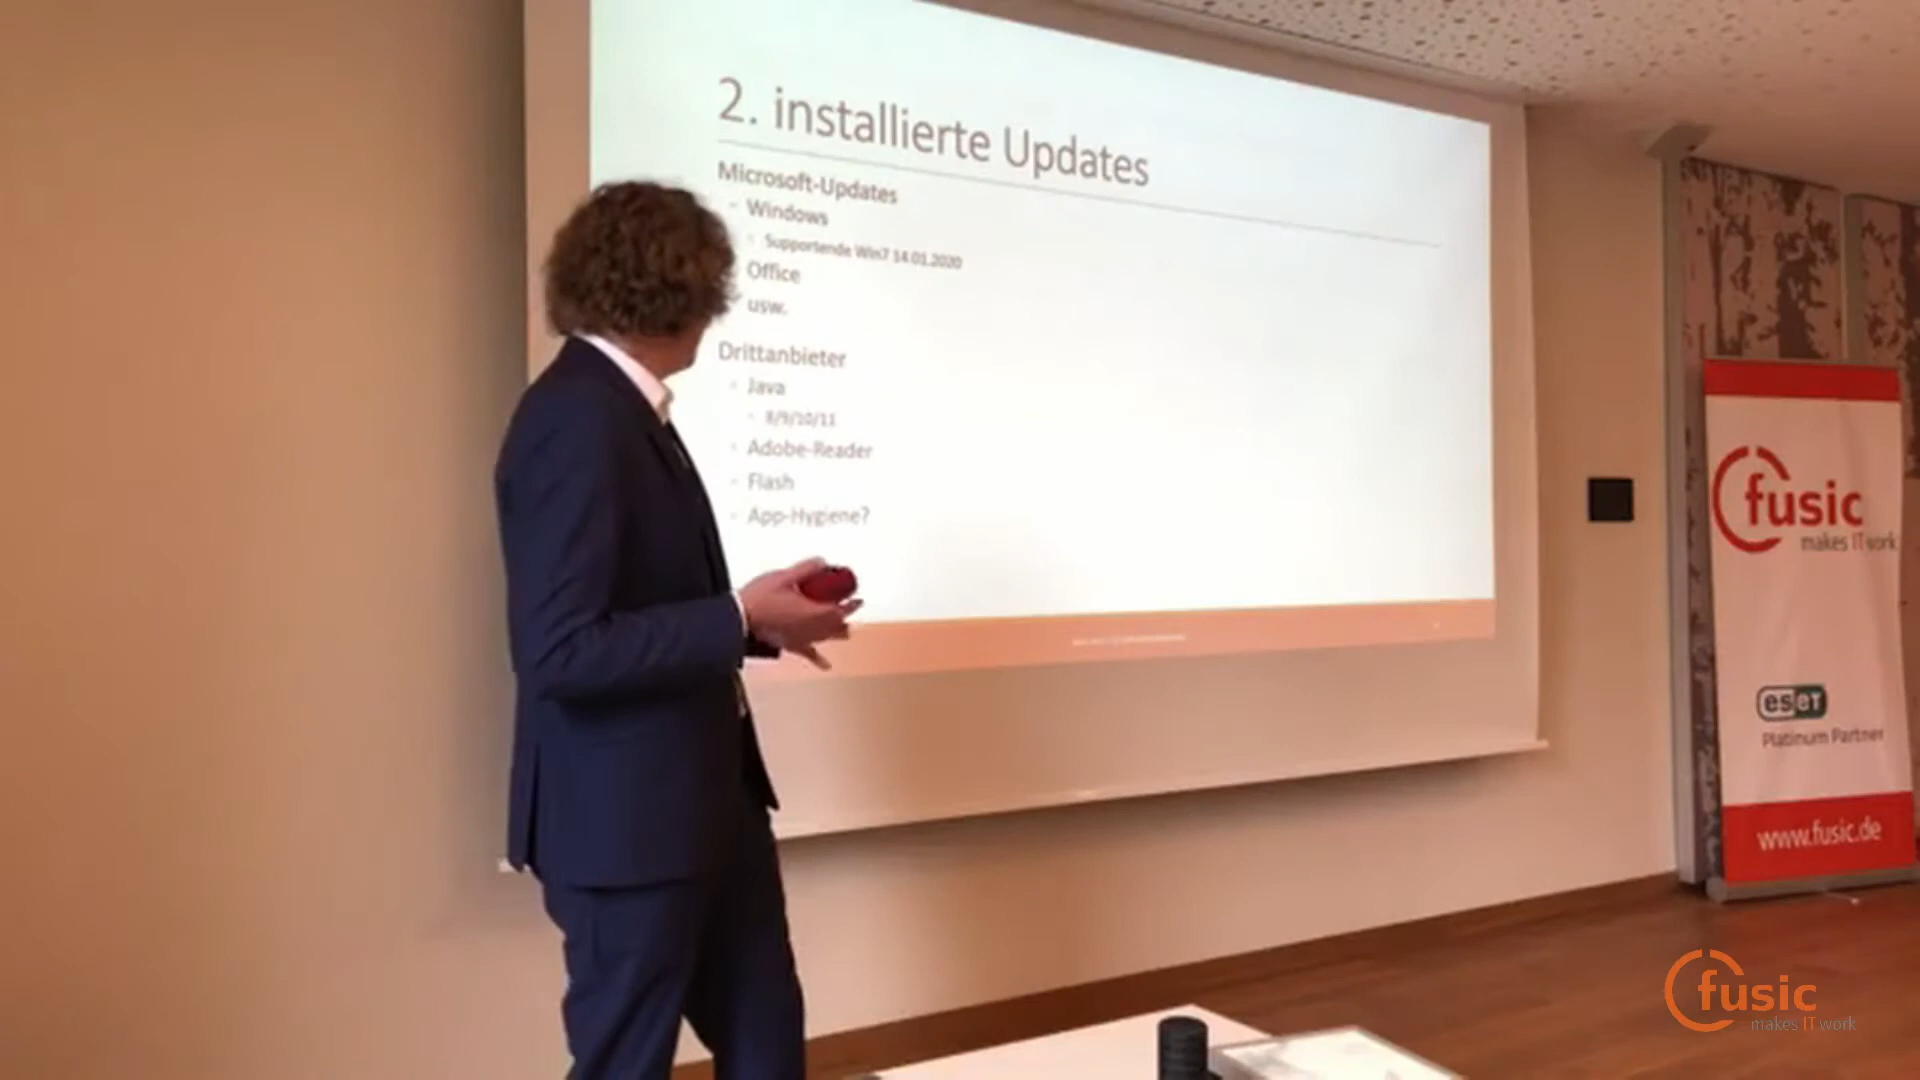 2. installierte Updates
Microsoft-Updates
Windows
Supportende Win7 14.01.2020
Office
usw.
Drittanbieter
Java
8/9/10/11
Adobe-Reader
Flash
App-Hygiene?
fusic
makes IT work
eseT
Platinum Partner
www.fusic.de
fusic
makes IT work